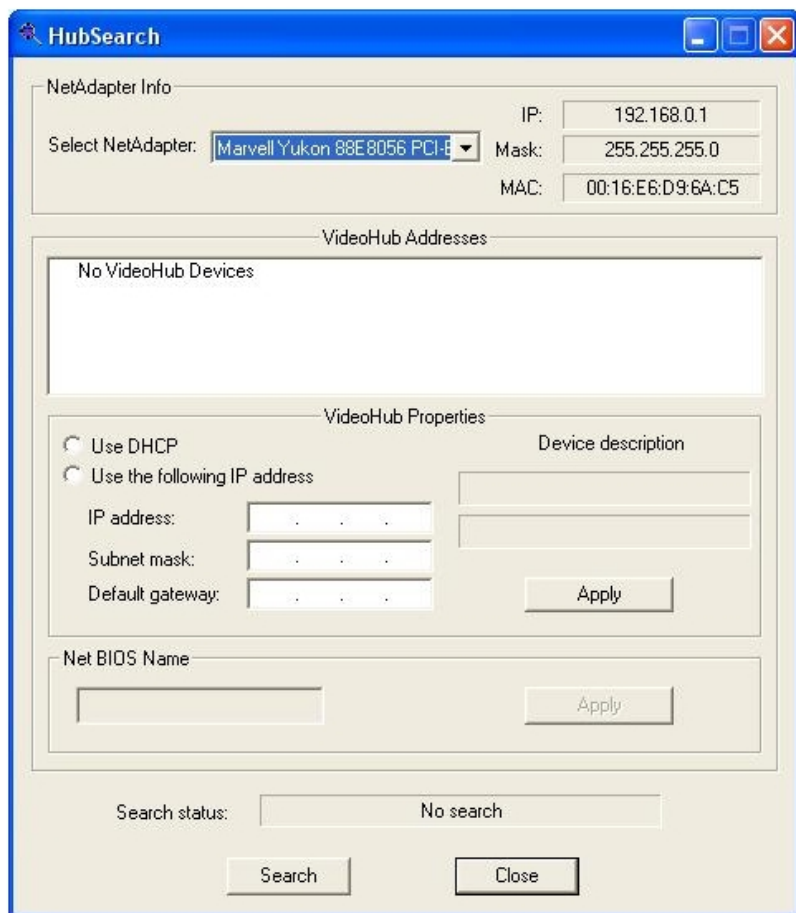 HubSearch
NetAdapter Info
IP: 192.168.0.1
Select NetAdapter: Marvell Yukon 88E8056 PCI-E Mask: 255.255.255.0
MAC: 00:16:E6:D9:6A:C5
VideoHub Addresses
No VideoHub Devices
VideoHub Properties
Use DHCP Device description
Use the following IP address
IP address: . . .
Subnet mask: . . .
Default gateway: . . . Apply
Net BIOS Name
Apply
Search status: No search
Search Close